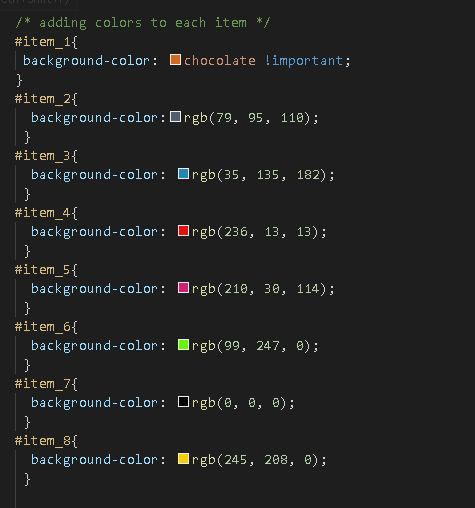 /* adding colors to each item */
#item_1{
background-color: chocolate !important;
}
#item_2{
background-color:rgb(79, 95, 110);
}
#item_3{
background-color: rgb(35, 135, 182);
}
#item_4{
background-color: rgb(236, 13, 13);
}
#item_5{
background-color: rgb(210, 30, 114);
}
#item_6{
background-color: rgb(99, 247, 0);
}
#item_7{
background-color: rgb(0, 0, 0);
}
#item_8{
background-color: rgb(245, 208, 0);
}